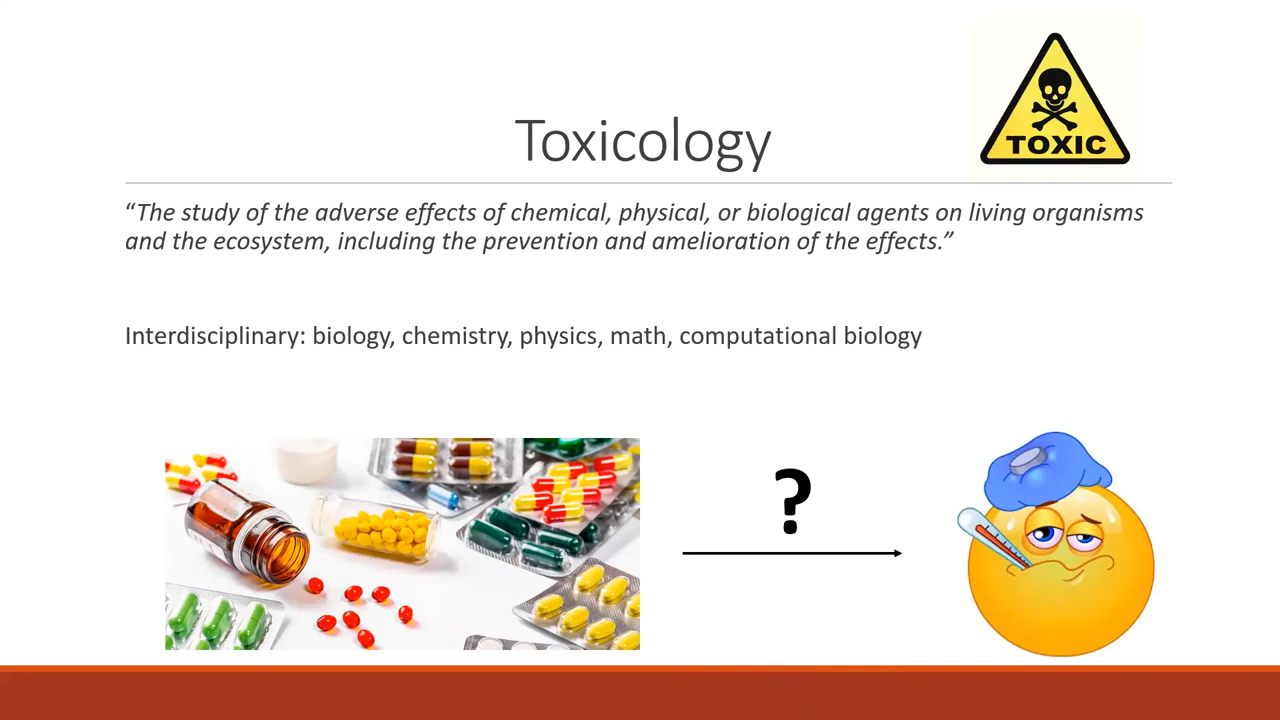 TOXIC
Toxicology
“The study of the adverse effects of chemical, physical, or biological agents on living organisms
and the ecosystem, including the prevention and amelioration of the effects.”
Interdisciplinary: biology, chemistry, physics, math, computational biology
?